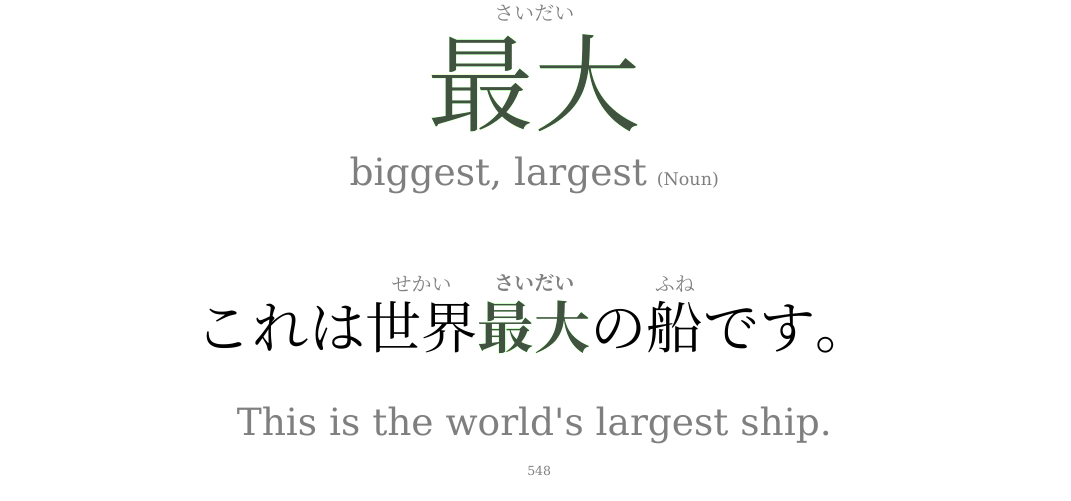 さいだい
最大
biggest, largest (Noun)
せかい さいだい ふね
これは世界最大の船です。
This is the world's largest ship.
548